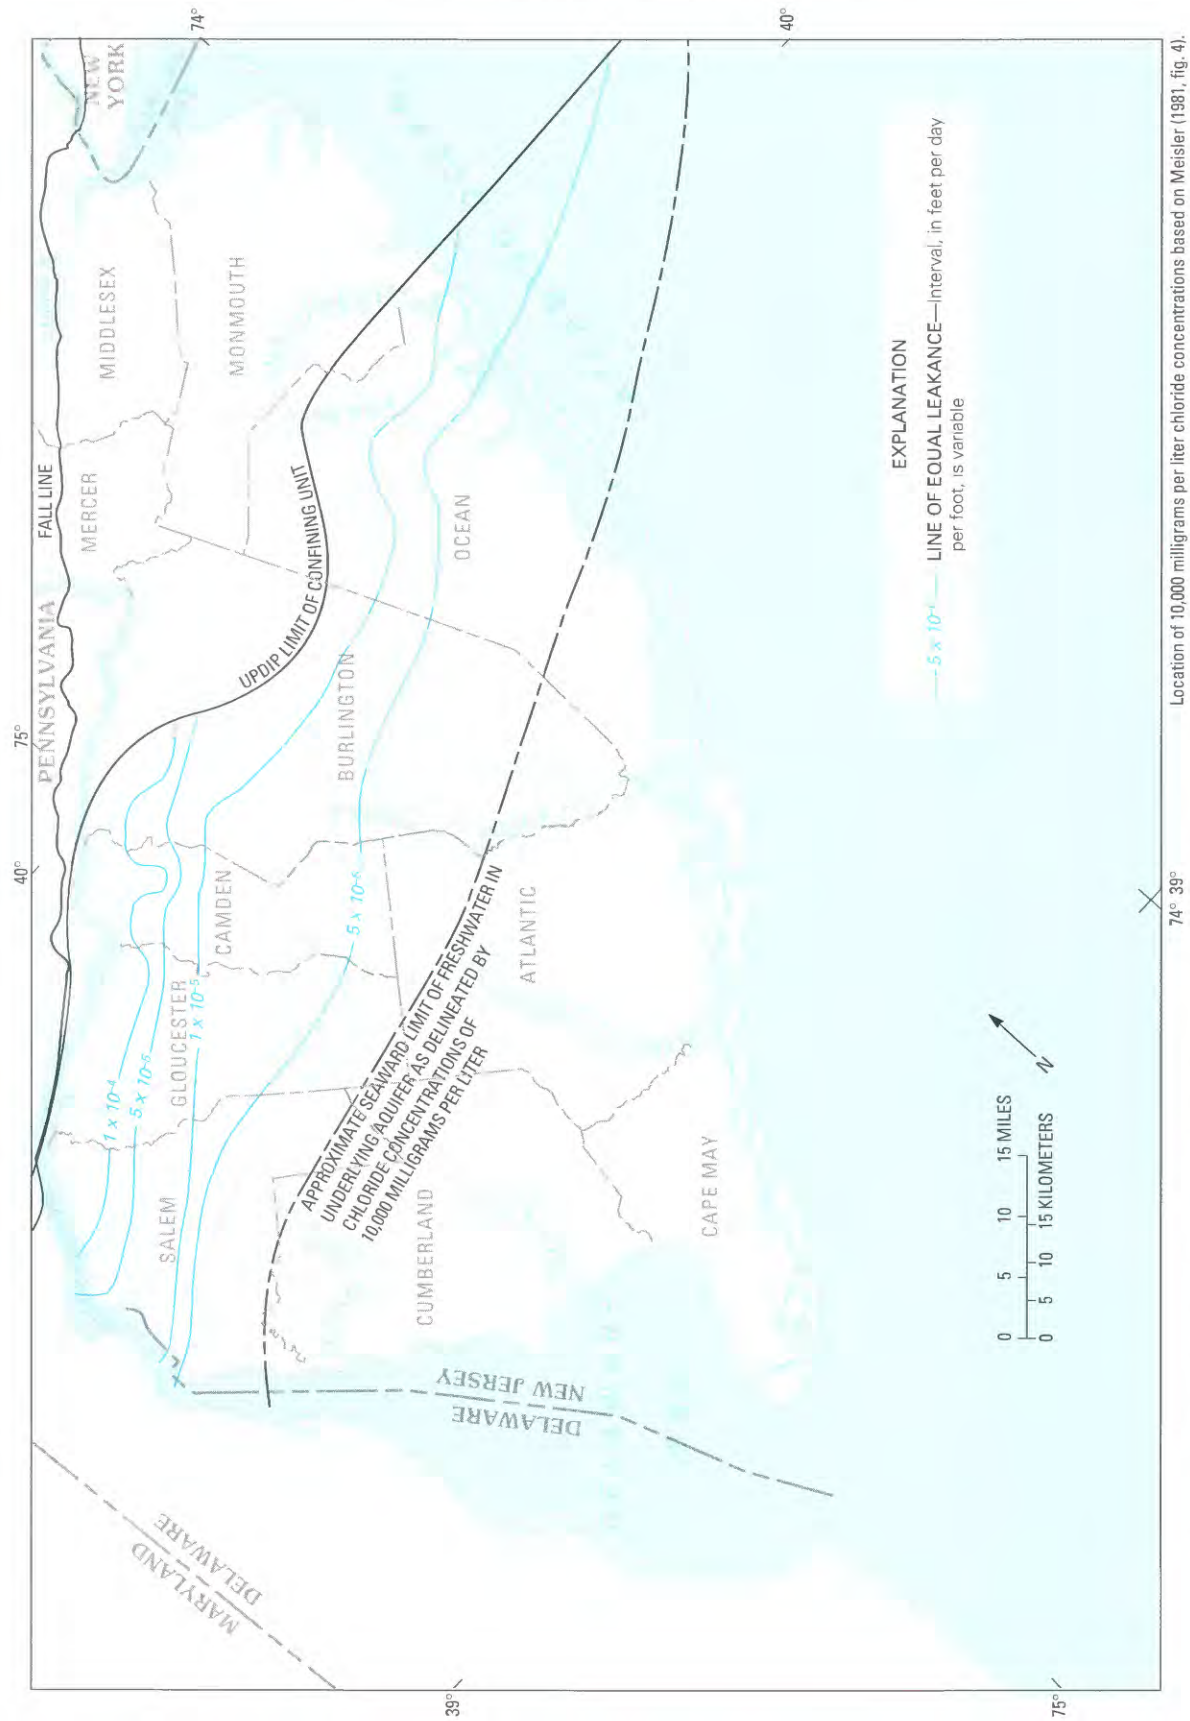 75°
74°
40°
40°
39°
75°
74° 39°
NEW
YORK
PENNSYLVANIA
FALL LINE
MIDDLESEX
MERCER
MONMOUTH
UPDIP LIMIT OF CONFINING UNIT
OCEAN
BURLINGTON
CAMDEN
GLOUCESTER
ATLANTIC
SALEM
CUMBERLAND
CAPE MAY
1 x 10-4
5 x 10-5
1 x 10-5
5 x 10-6
APPROXIMATE SEAWARD LIMIT OF FRESHWATER IN
UNDERLYING AQUIFER AS DELINEATED BY
CHLORIDE CONCENTRATIONS OF
10,000 MILLIGRAMS PER LITER
NEW JERSEY
DELAWARE
MARYLAND
DELAWARE
EXPLANATION
5 x 10 LINE OF EQUAL LEAKANCE—Interval, in feet per day
per foot, is variable
N
0 5 10 15 MILES
0 5 10 15 KILOMETERS
Location of 10,000 milligrams per liter chloride concentrations based on Meisler (1981, fig. 4).